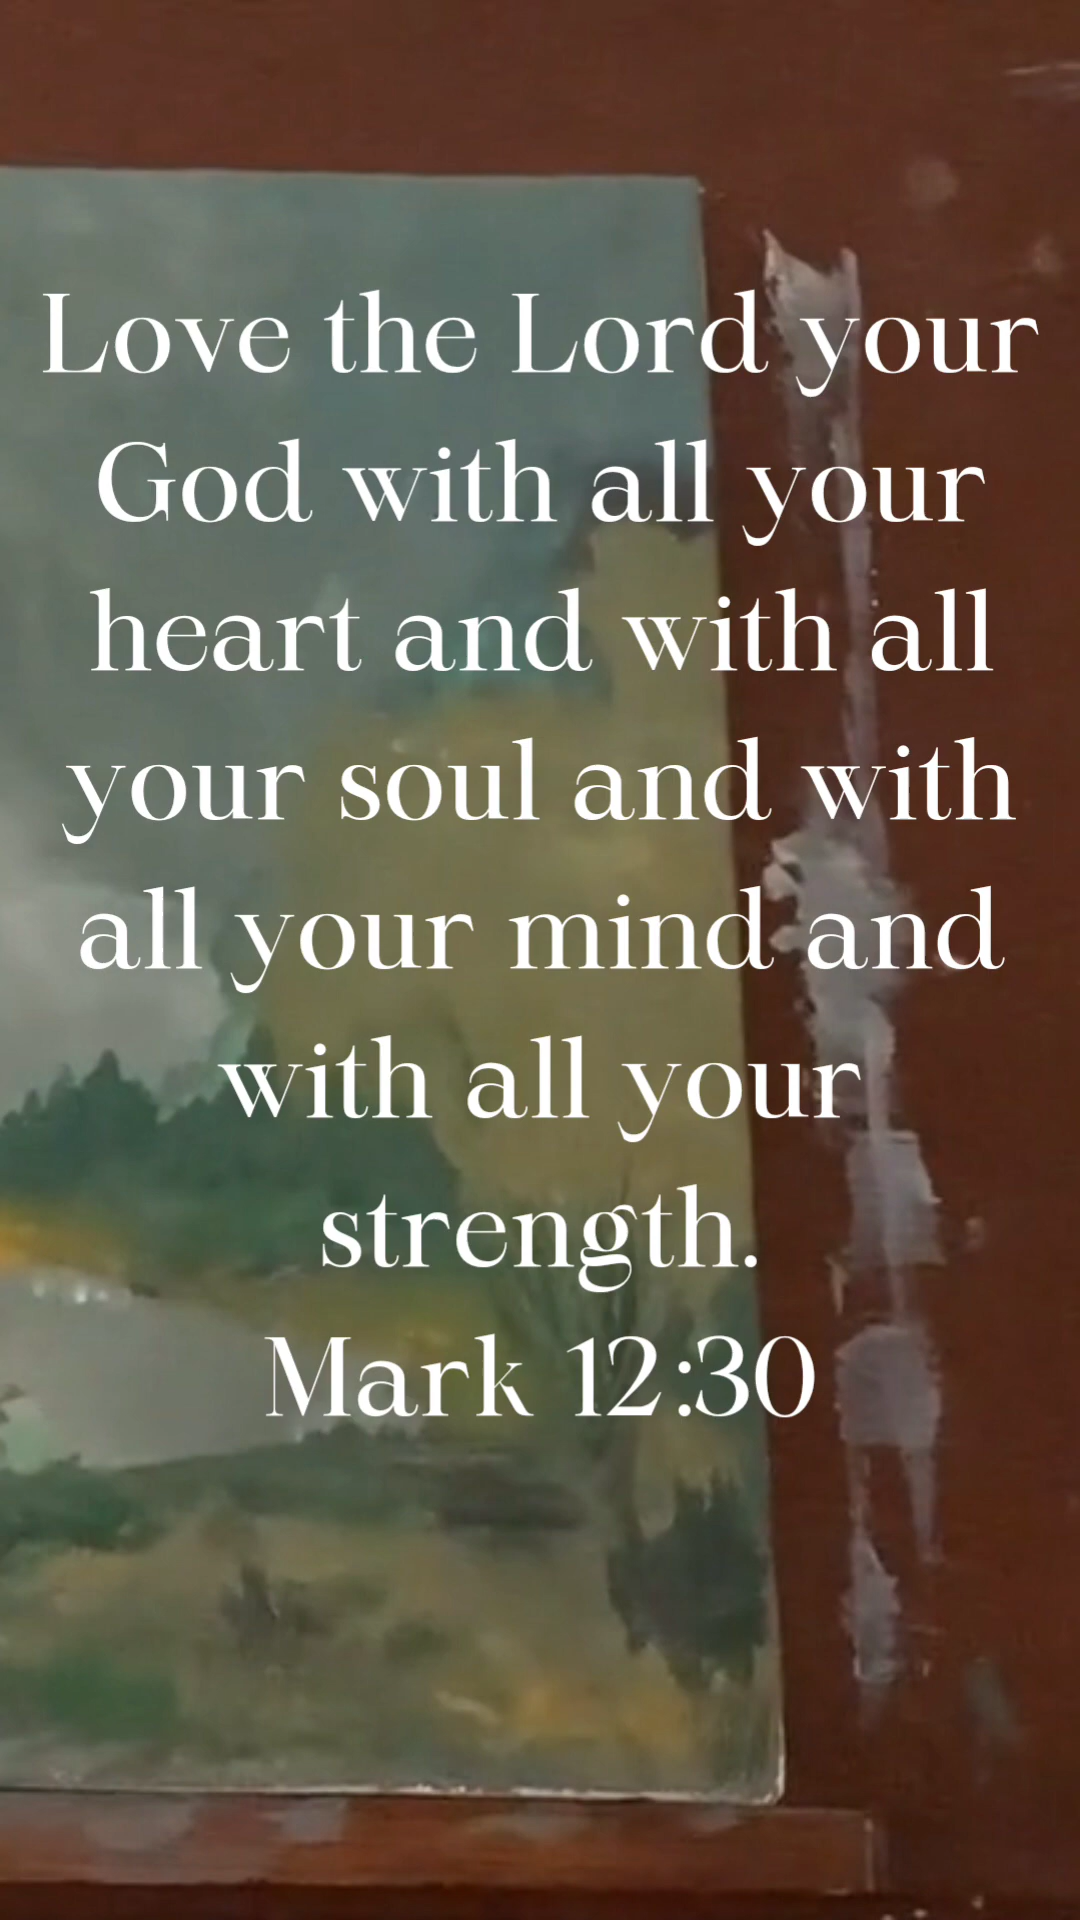 Love the Lord your
God with all your
heart and with all
your soul and with
all your mind and
with all your
strength.
Mark 12:30